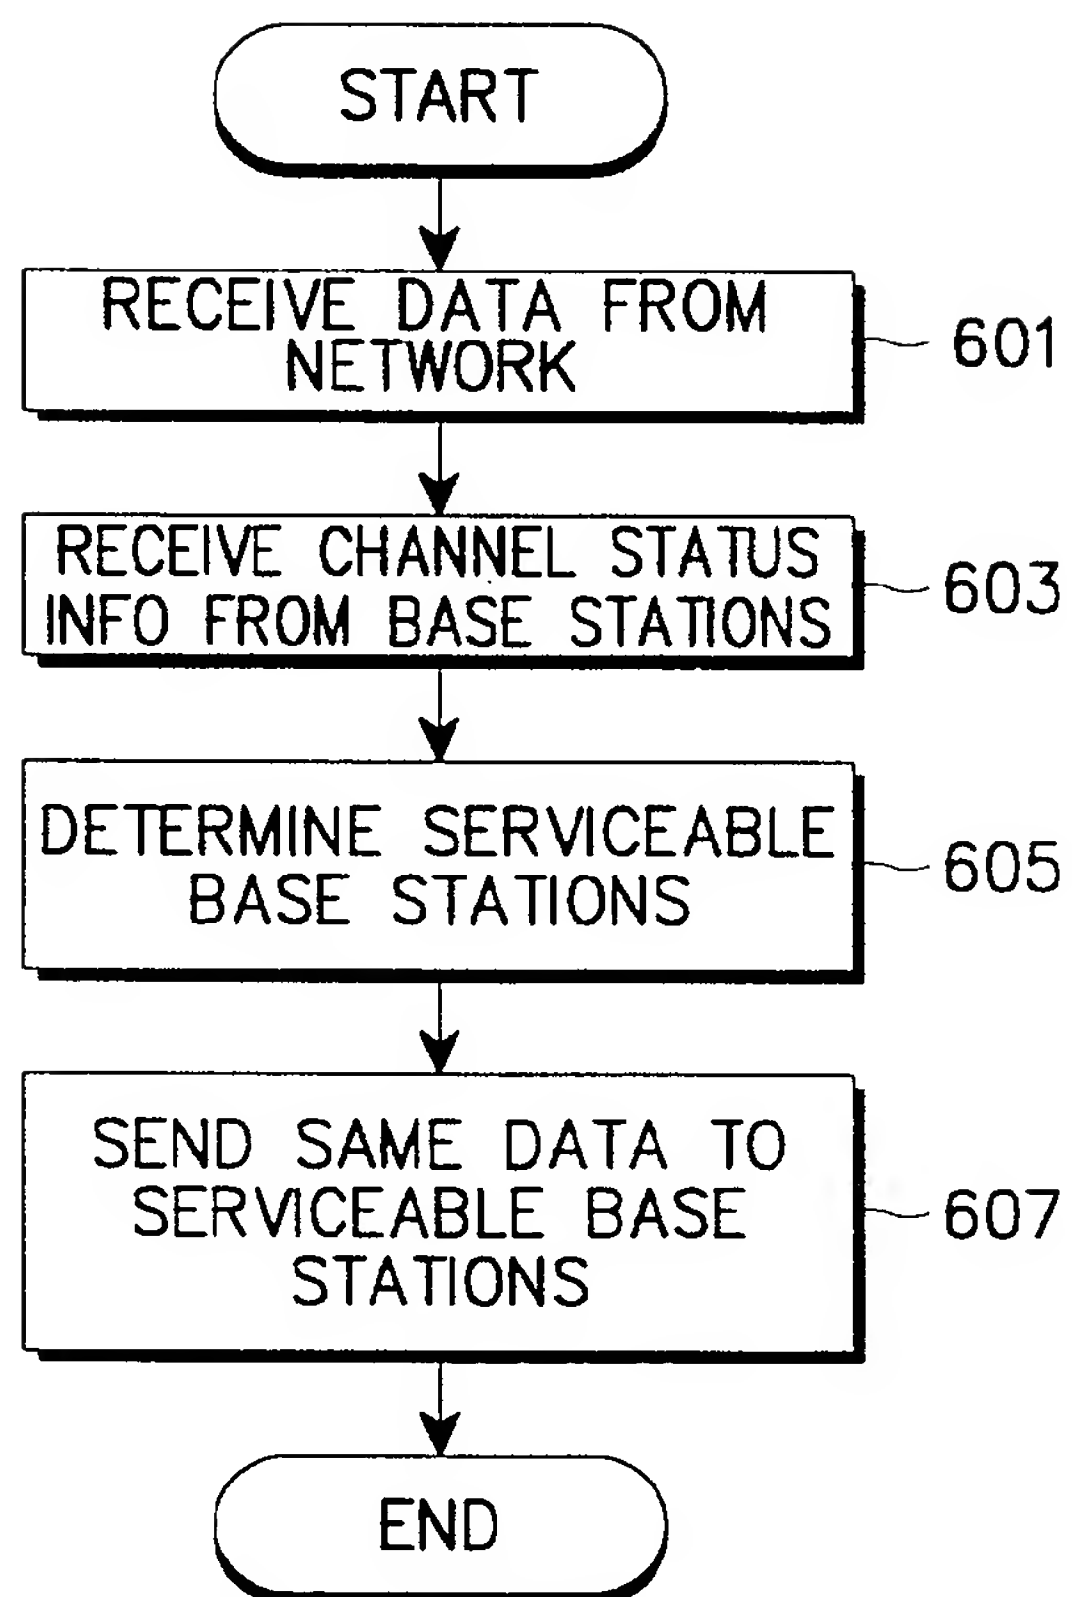 START
RECEIVE DATA FROM
NETWORK
601
RECEIVE CHANNEL STATUS
INFO FROM BASE STATIONS
603
DETERMINE SERVICEABLE
BASE STATIONS
605
SEND SAME DATA TO
SERVICEABLE BASE
STATIONS
607
END